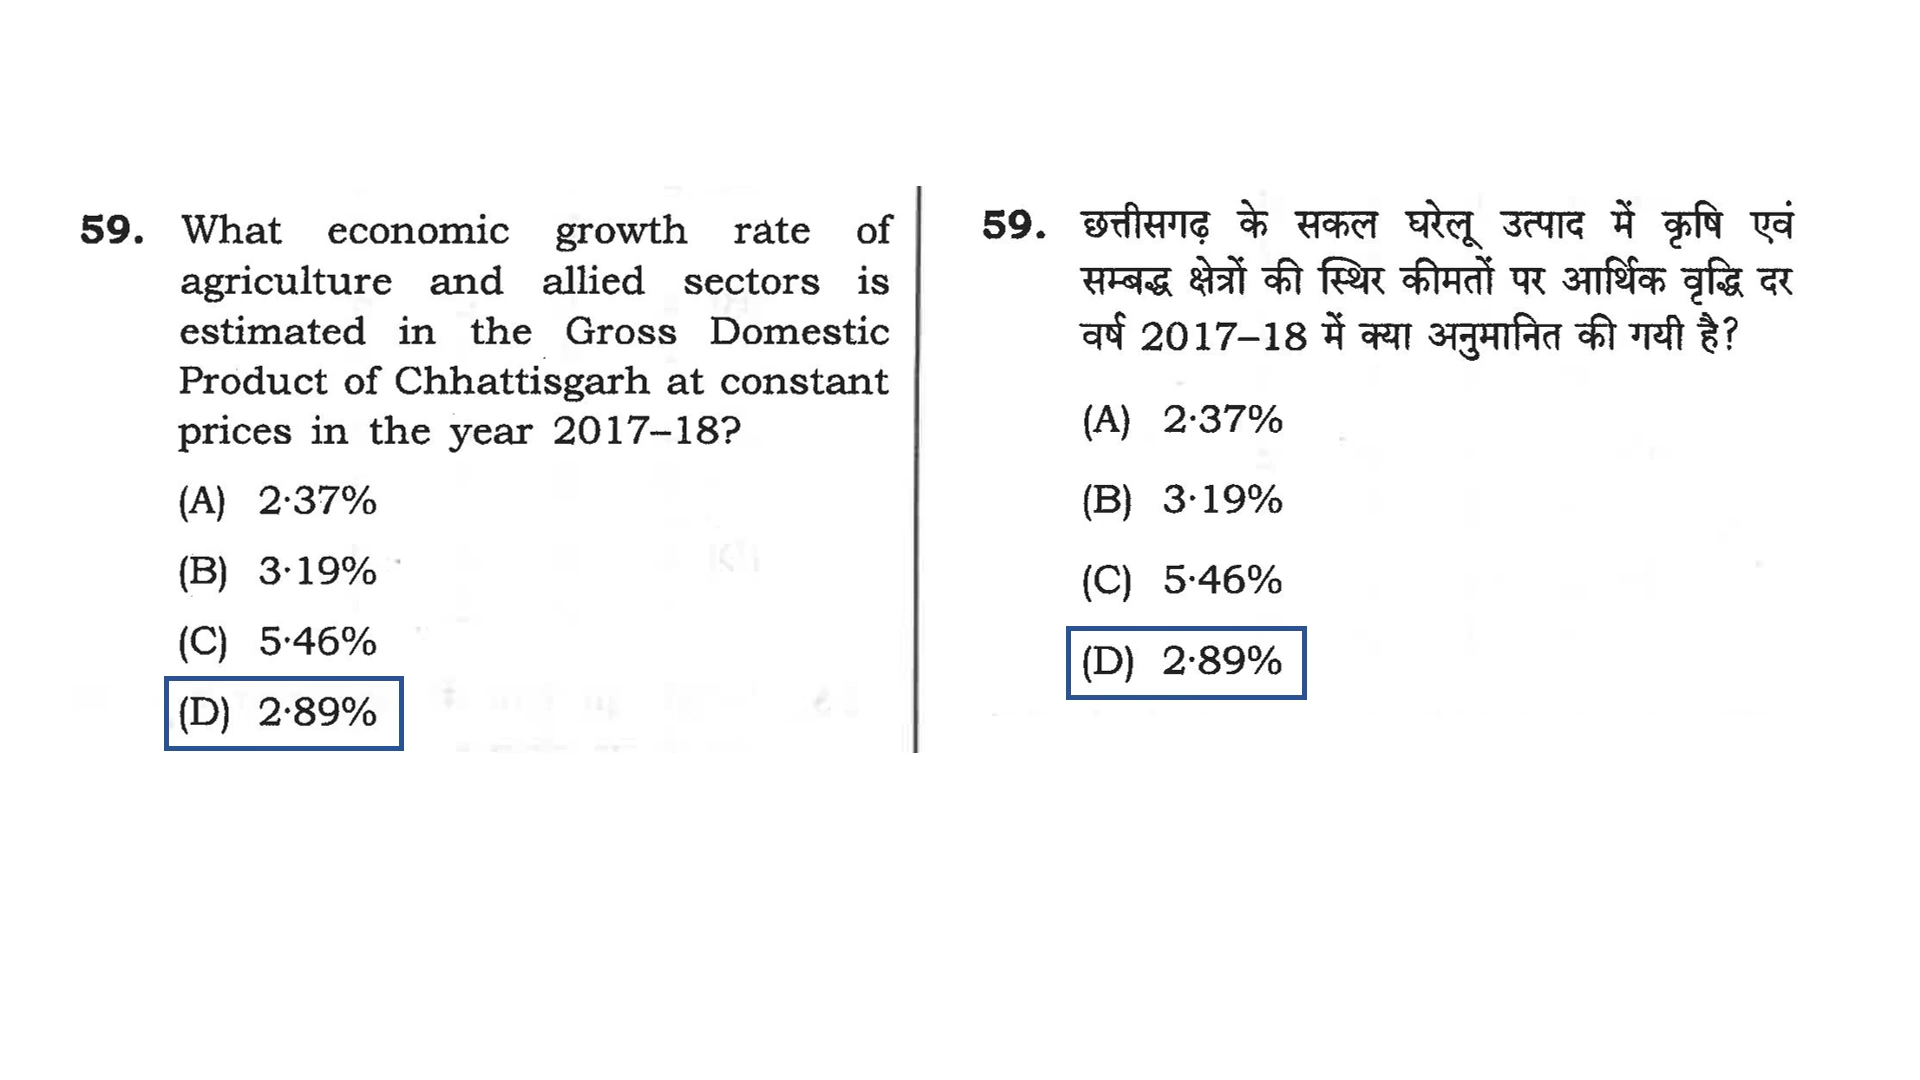 59. What economic growth rate of
agriculture and allied sectors is
estimated in the Gross Domestic
Product of Chhattisgarh at constant
prices in the year 2017–18?
(A) 2·37%
(B) 3·19%
(C) 5·46%
(D) 2·89%
59. छत्तीसगढ़ के सकल घरेलू उत्पाद में कृषि एवं
सम्बद्ध क्षेत्रों की स्थिर कीमतों पर आर्थिक वृद्धि दर
वर्ष 2017–18 में क्या अनुमानित की गयी है?
(A) 2·37%
(B) 3·19%
(C) 5·46%
(D) 2·89%